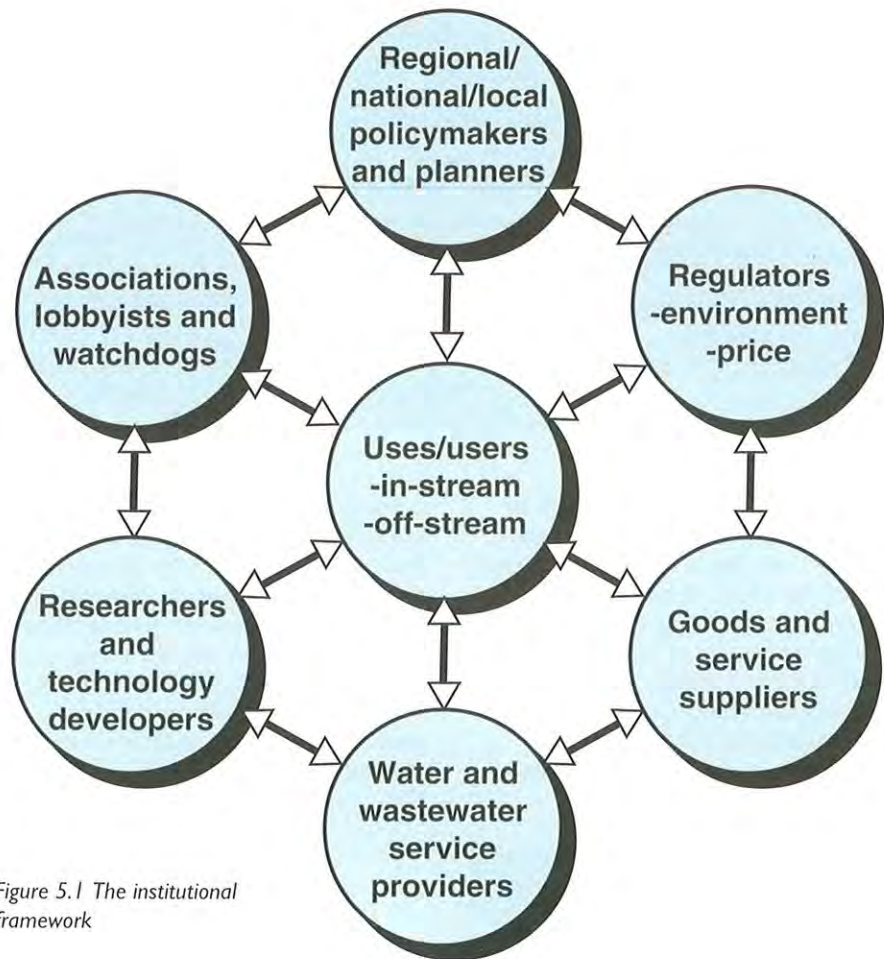 Regional/
national/local
policymakers
and planners
Associations,
lobbyists and
watchdogs
Regulators
-environment
-price
Uses/users
-in-stream
-off-stream
Researchers
and
technology
developers
Goods and
service
suppliers
Water and
wastewater
service
providers
Figure 5.1 The institutional
framework